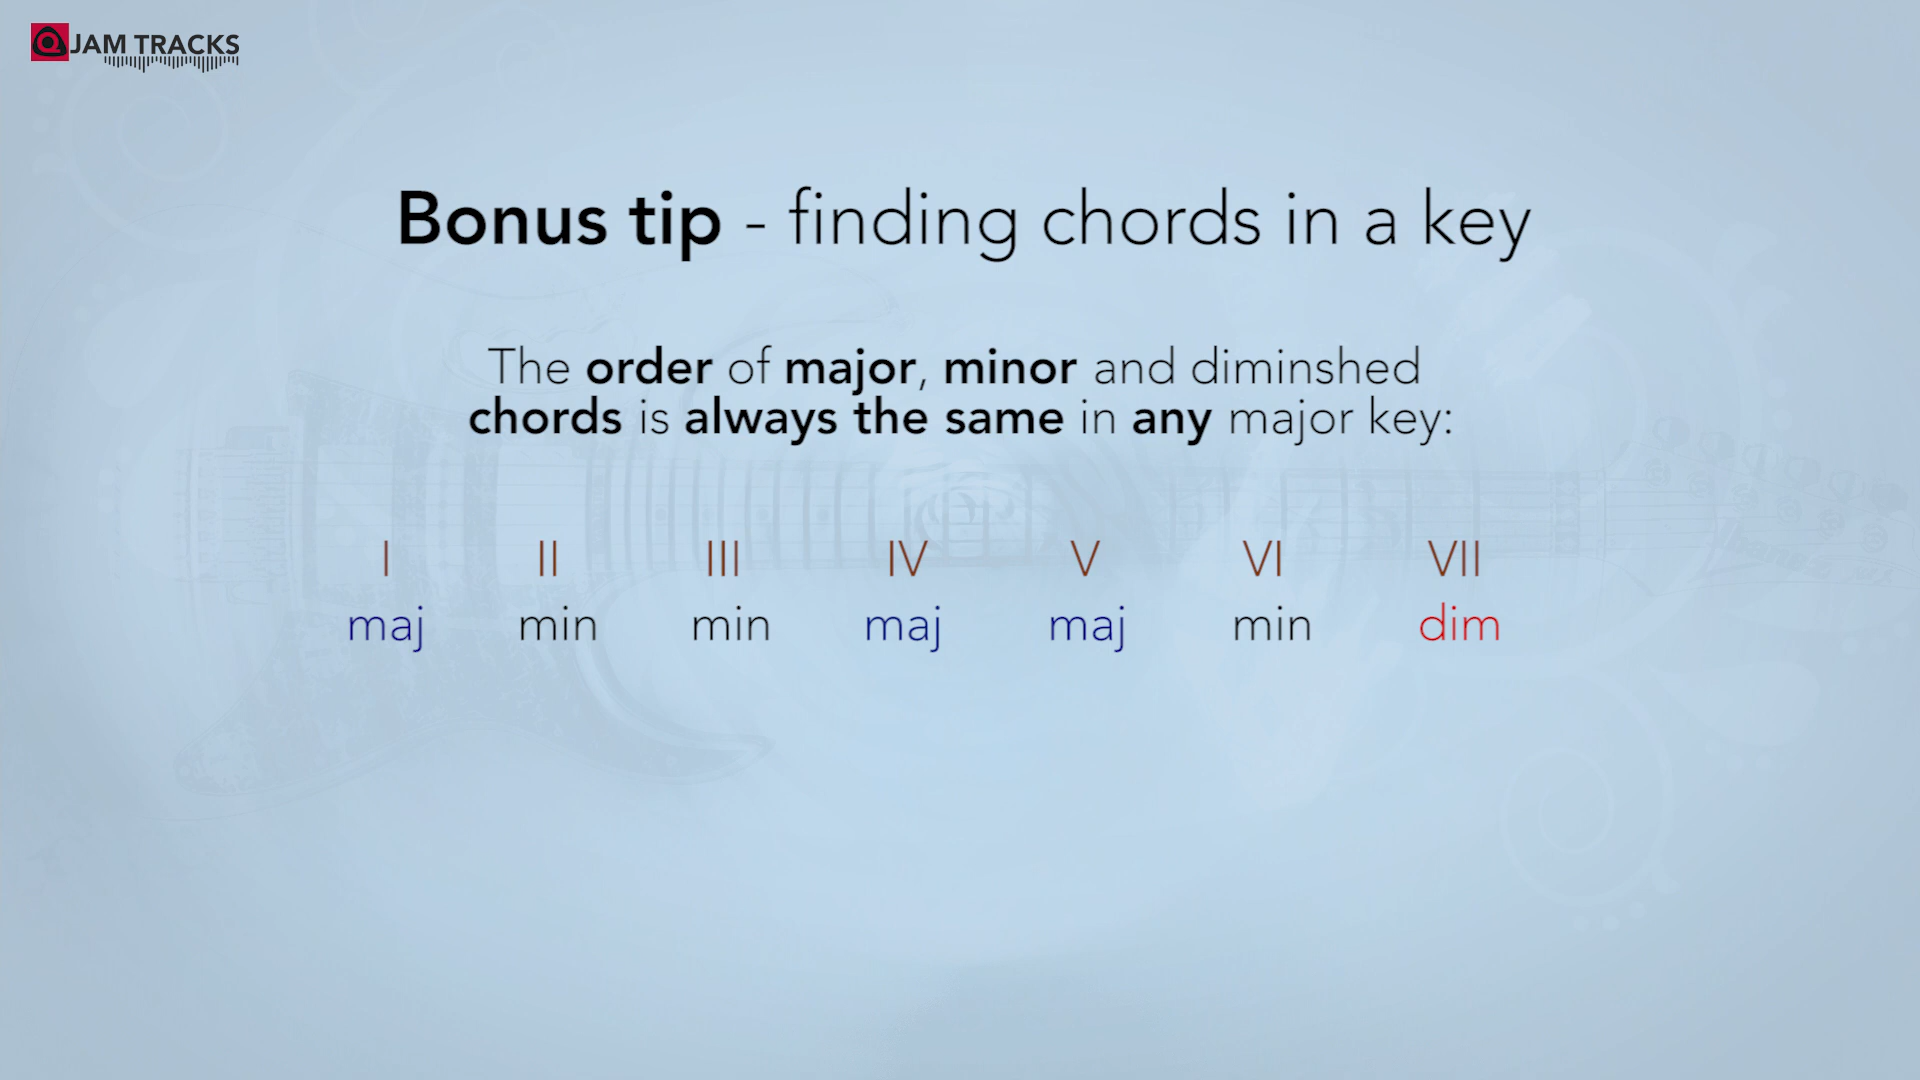 JAM TRACKS
Bonus tip - finding chords in a key
The order of major, minor and diminshed
chords is always the same in any major key:
I II III IV V VI VII
maj min min maj maj min dim